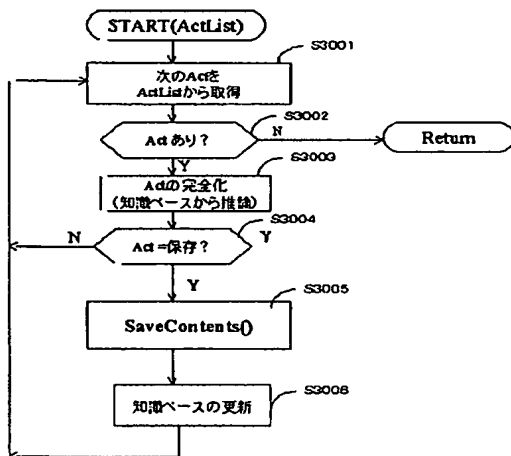 START(ActList)
S3001
次のActを
ActListから取得
S3002
Actあり?
N
Return
Y
S3003
Actの完全化
(知識ベースから推論)
S3004
N
Act=保存?
Y
Y
S3005
SaveContents()
S3006
知識ベースの更新